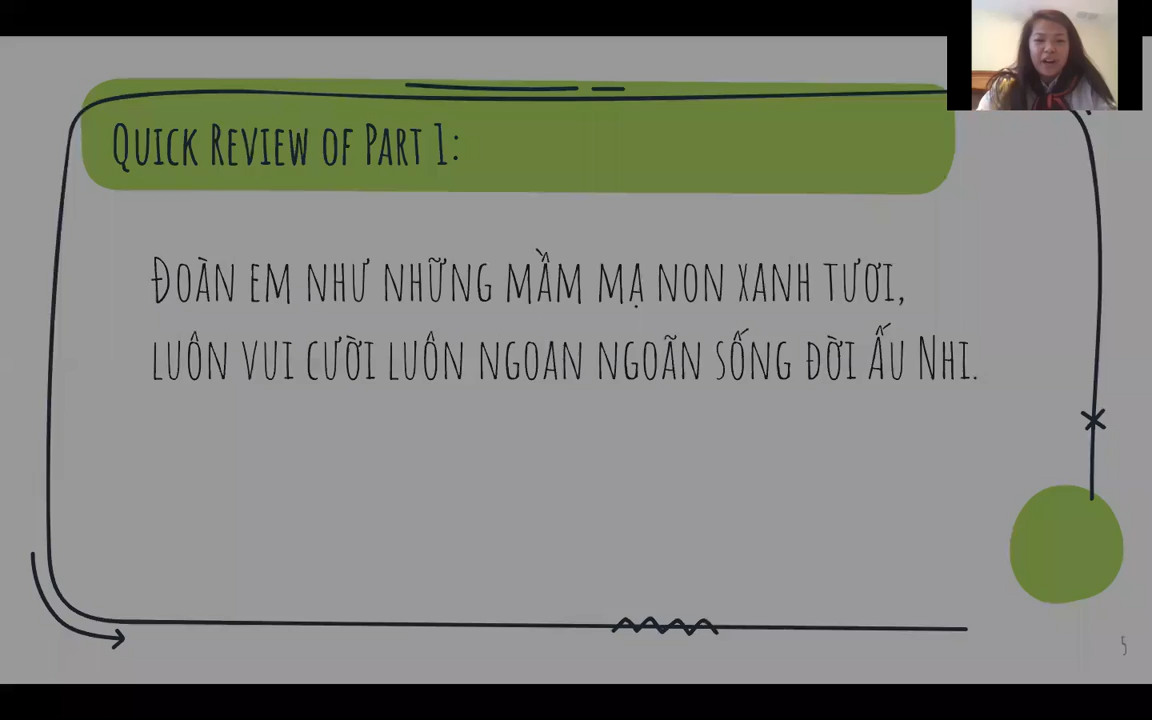 Quick Review of Part 1:
Đoàn em như những mầm mạ non xanh tươi,
luôn vui cười luôn ngoan ngoãn sống đời Ấu Nhi.
5